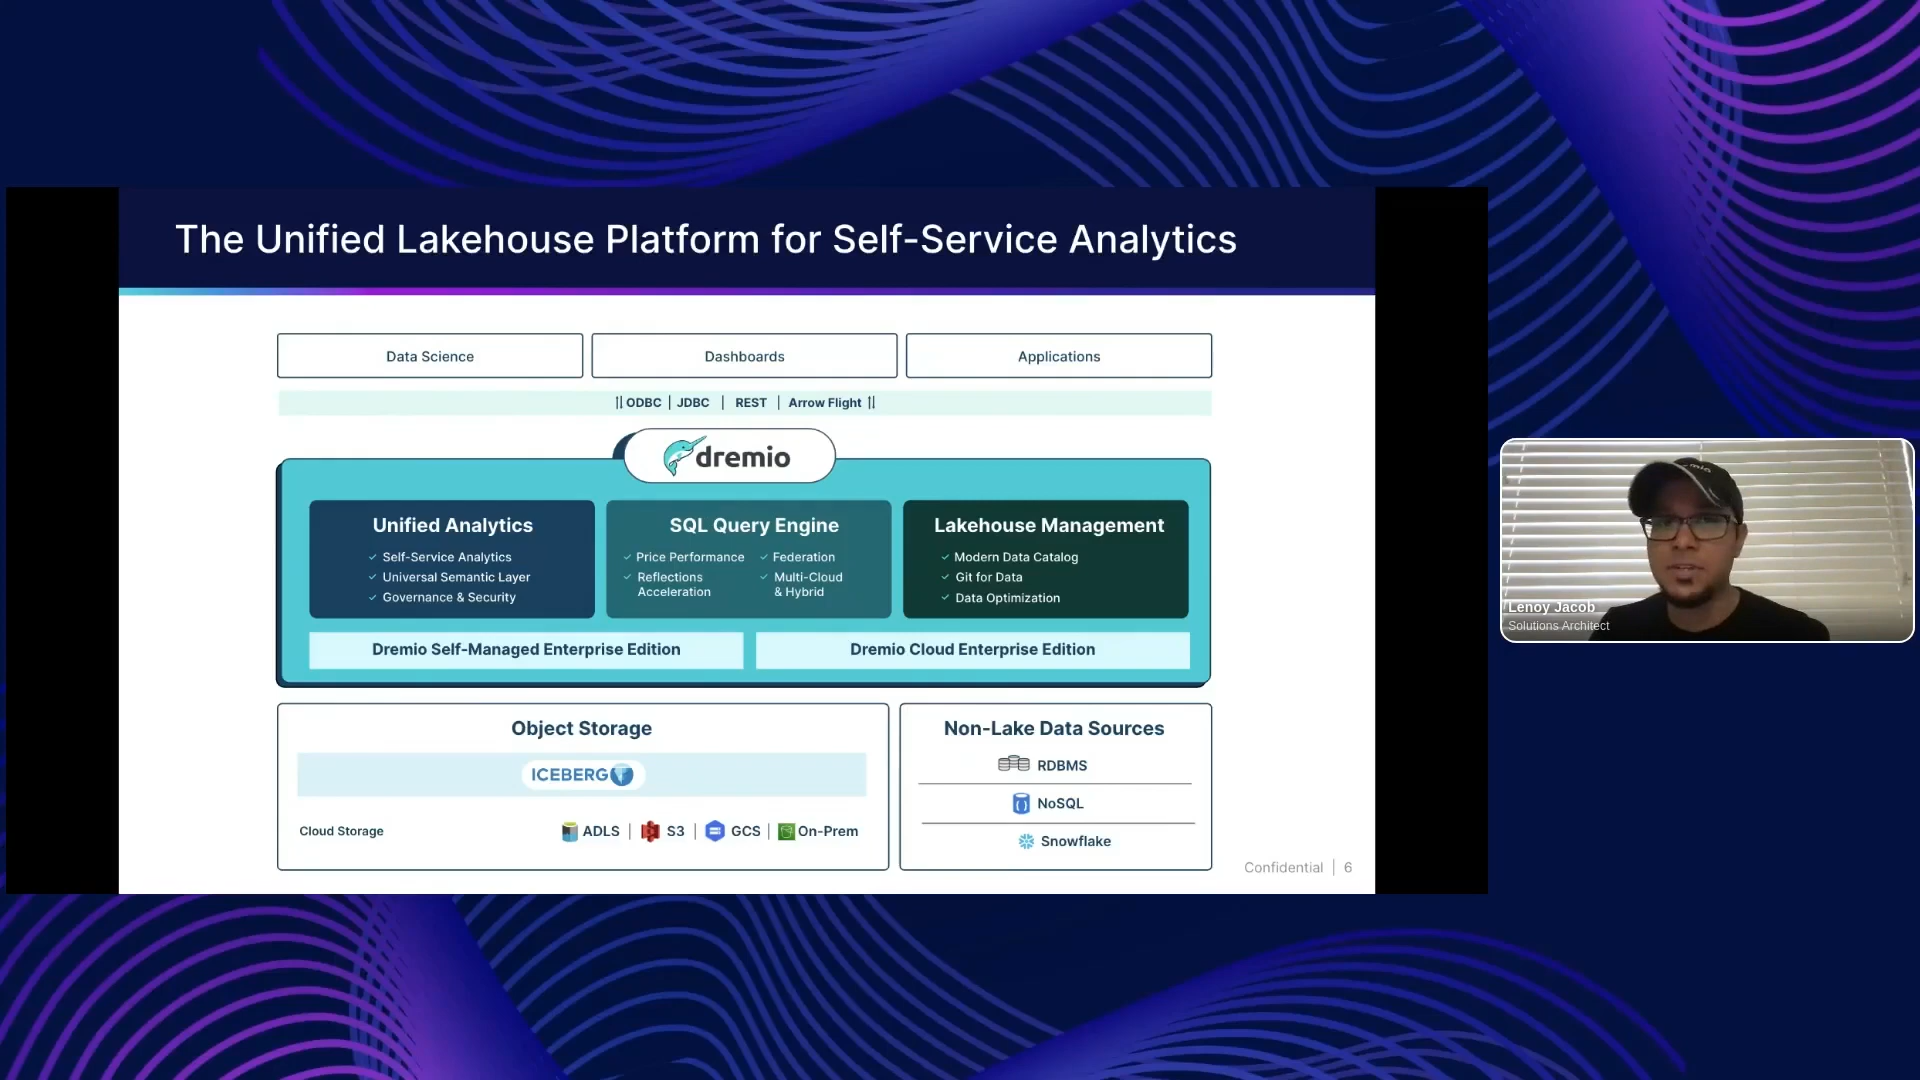 The Unified Lakehouse Platform for Self-Service Analytics
Data Science
Dashboards
Applications
ODBC | JDBC | REST | Arrow Flight
dremio
Unified Analytics
✓ Self-Service Analytics
✓ Universal Semantic Layer
✓ Governance & Security
SQL Query Engine
✓ Price Performance
✓ Reflections
Acceleration
✓ Federation
✓ Multi-Cloud
& Hybrid
Lakehouse Management
✓ Modern Data Catalog
✓ Git for Data
✓ Data Optimization
Dremio Self-Managed Enterprise Edition
Dremio Cloud Enterprise Edition
Object Storage
ICEBERG
Cloud Storage
ADLS | S3 | GCS | On-Prem
Non-Lake Data Sources
RDBMS
NoSQL
Snowflake
Confidential | 6
Lenoy Jacob
Solutions Architect